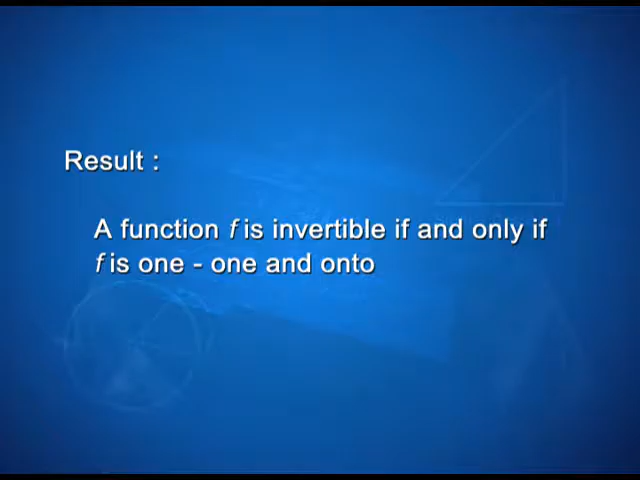 Result :
A function f is invertible if and only if
f is one - one and onto